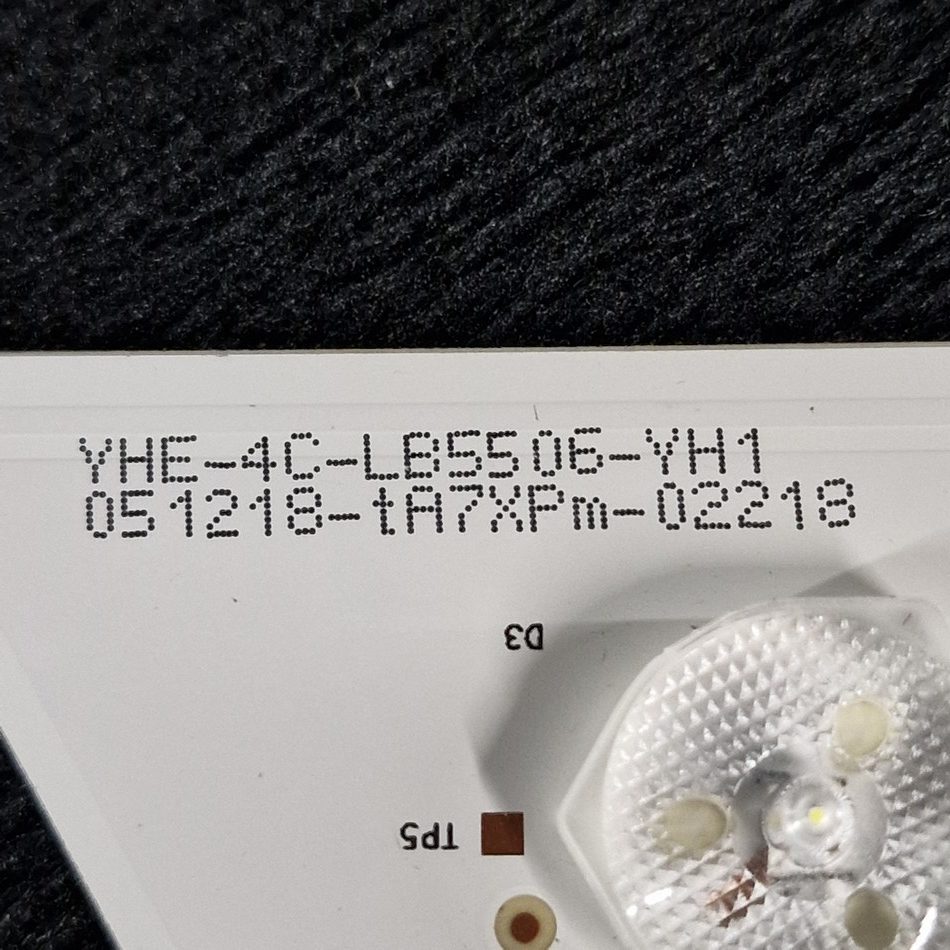 YHE-4C-LB5506-YH1
051218-tA7XPm-02218
D3
TP5